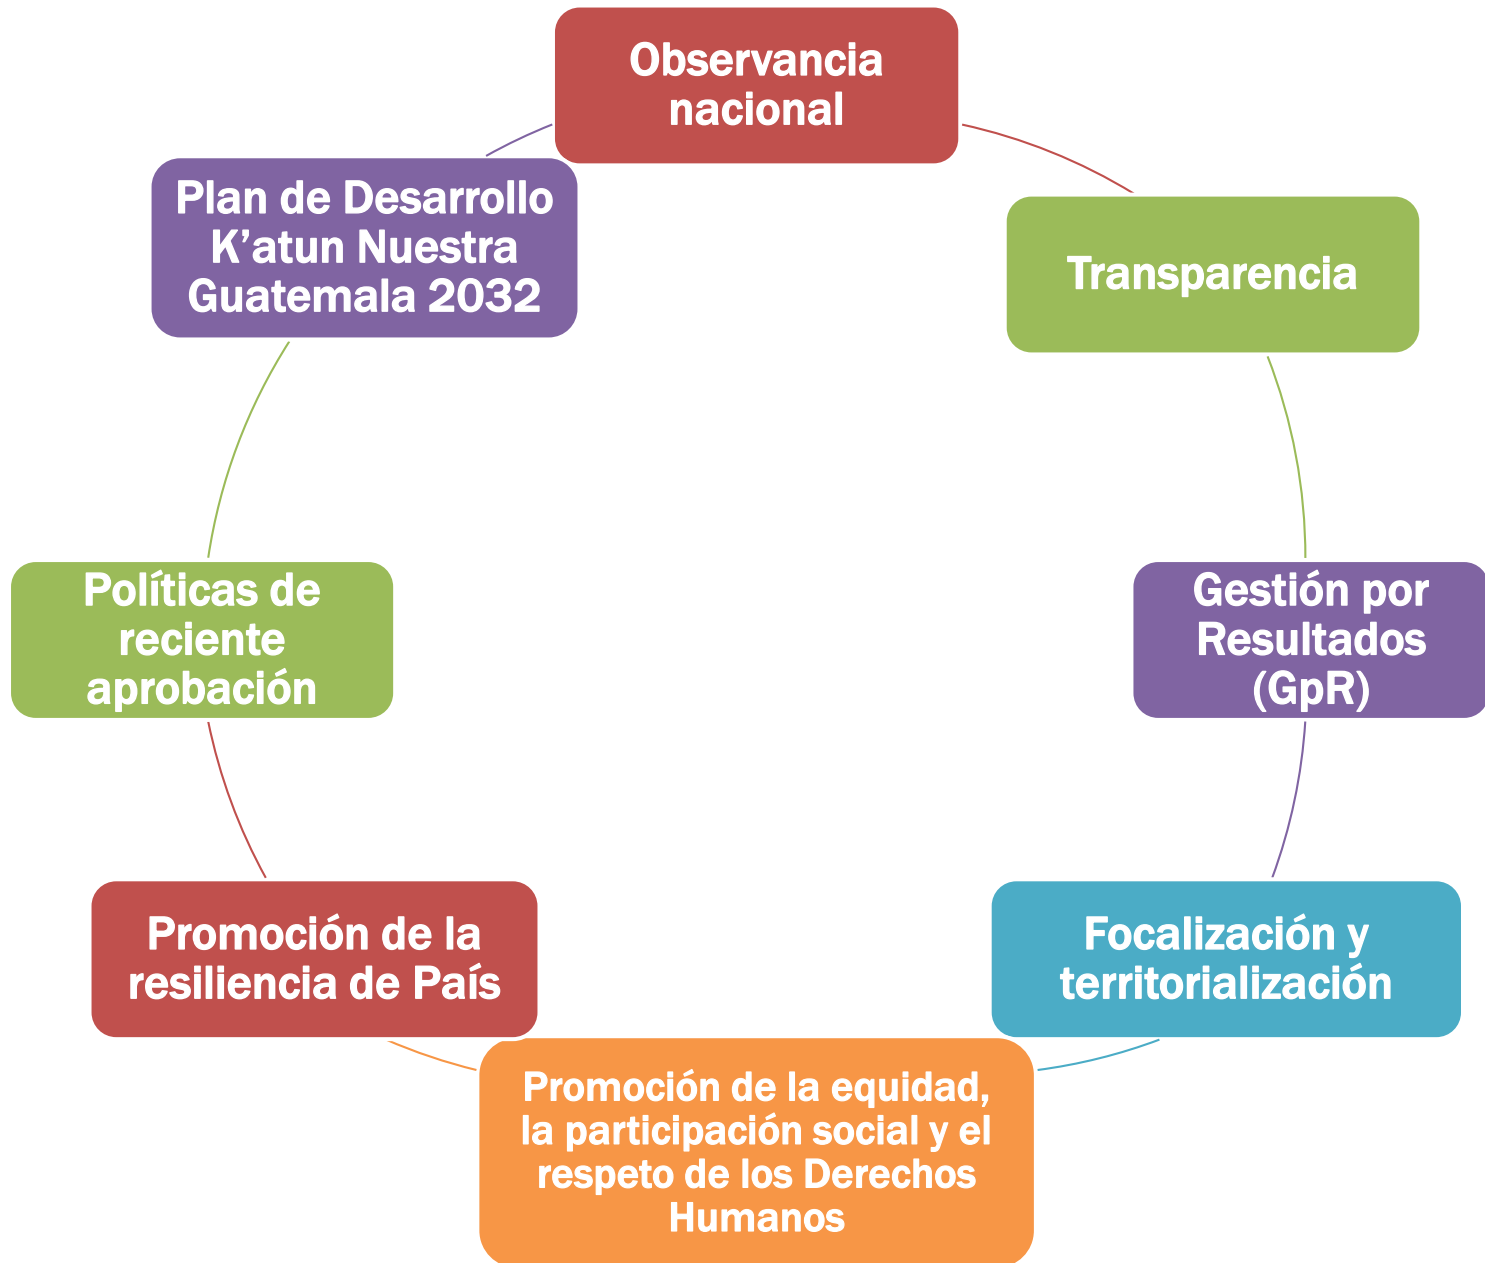 Observancia
nacional
Transparencia
Gestión por
Resultados
(GpR)
Focalización y
territorialización
Promoción de la equidad,
la participación social y el
respeto de los Derechos
Humanos
Promoción de la
resiliencia de País
Políticas de
reciente
aprobación
Plan de Desarrollo
K’atun Nuestra
Guatemala 2032